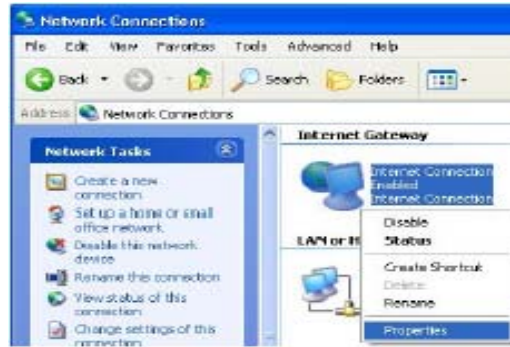 Network Connections
File Edit View Favorites Tools Advanced Help
Back Search Folders
Address Network Connections
Network Tasks
Create a new
connection
Set up a home or small
office network
Disable this network
device
Rename this connection
View status of this
connection
Change settings of this
connection
Internet Gateway
Internet Connection
Enabled
Internet Connection
LAN or H
Disable
Status
Create Shortcut
Delete
Rename
Properties